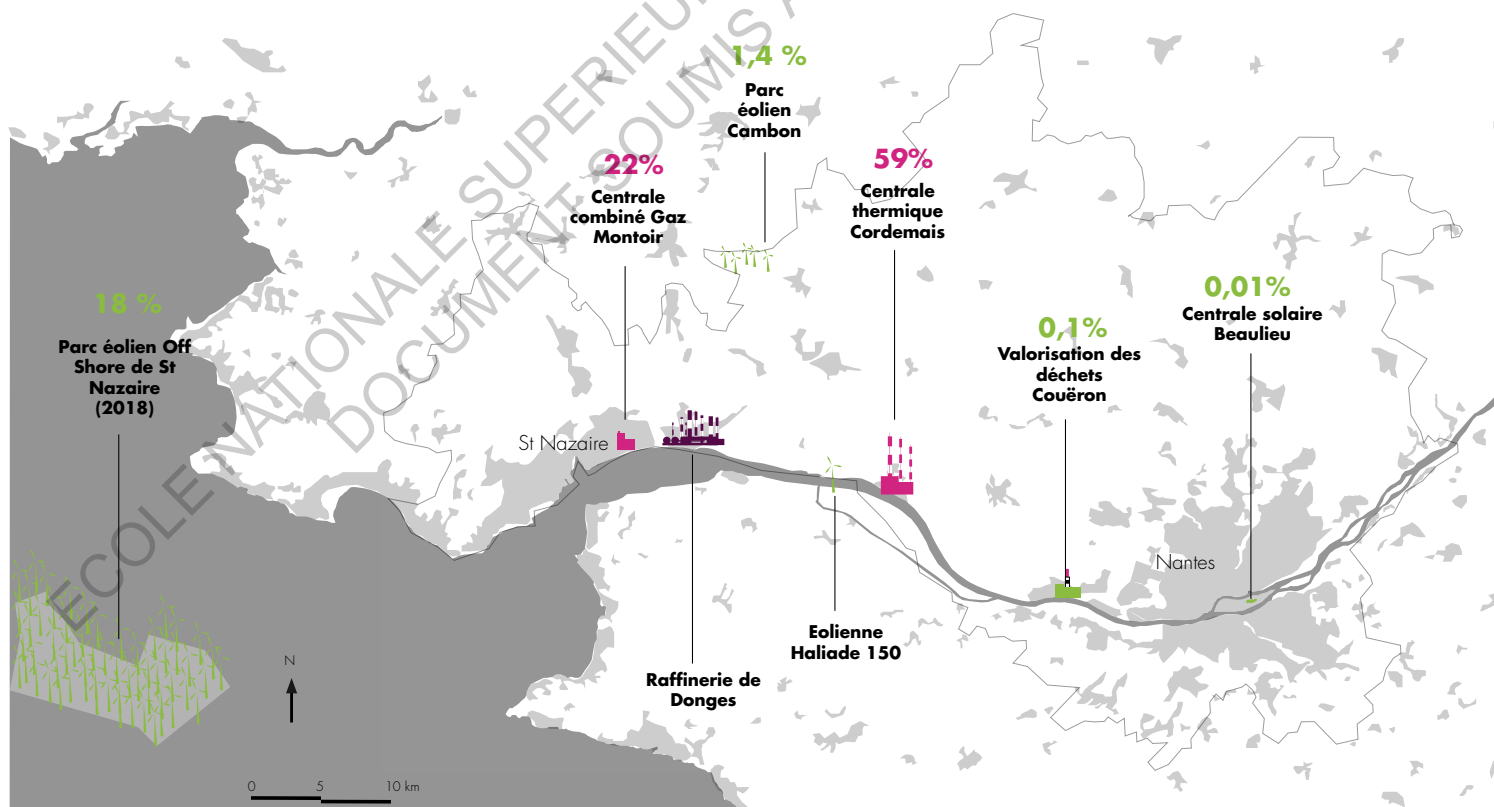 ECOLE NATIONALE SUPERIEUR
DOCUMENT SOUMIS A
1,4 %
Parc
éolien
Cambon
22%
Centrale
combiné Gaz
Montoir
59%
Centrale
thermique
Cordemais
18 %
Parc éolien Off
Shore de St
Nazaire
(2018)
0,01%
Centrale solaire
Beaulieu
0,1%
Valorisation des
déchets
Couëron
St Nazaire
Nantes
Eolienne
Haliade 150
Raffinerie de
Donges
N
0 5 10 km